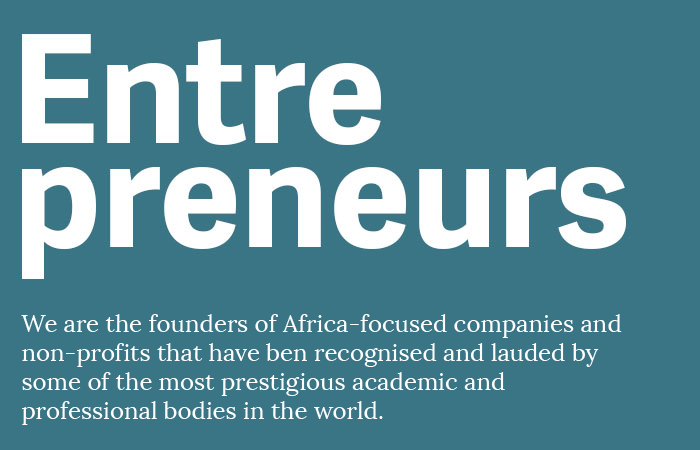 Entre
preneurs
We are the founders of Africa-focused companies and
non-profits that have ben recognised and lauded by
some of the most prestigious academic and
professional bodies in the world.